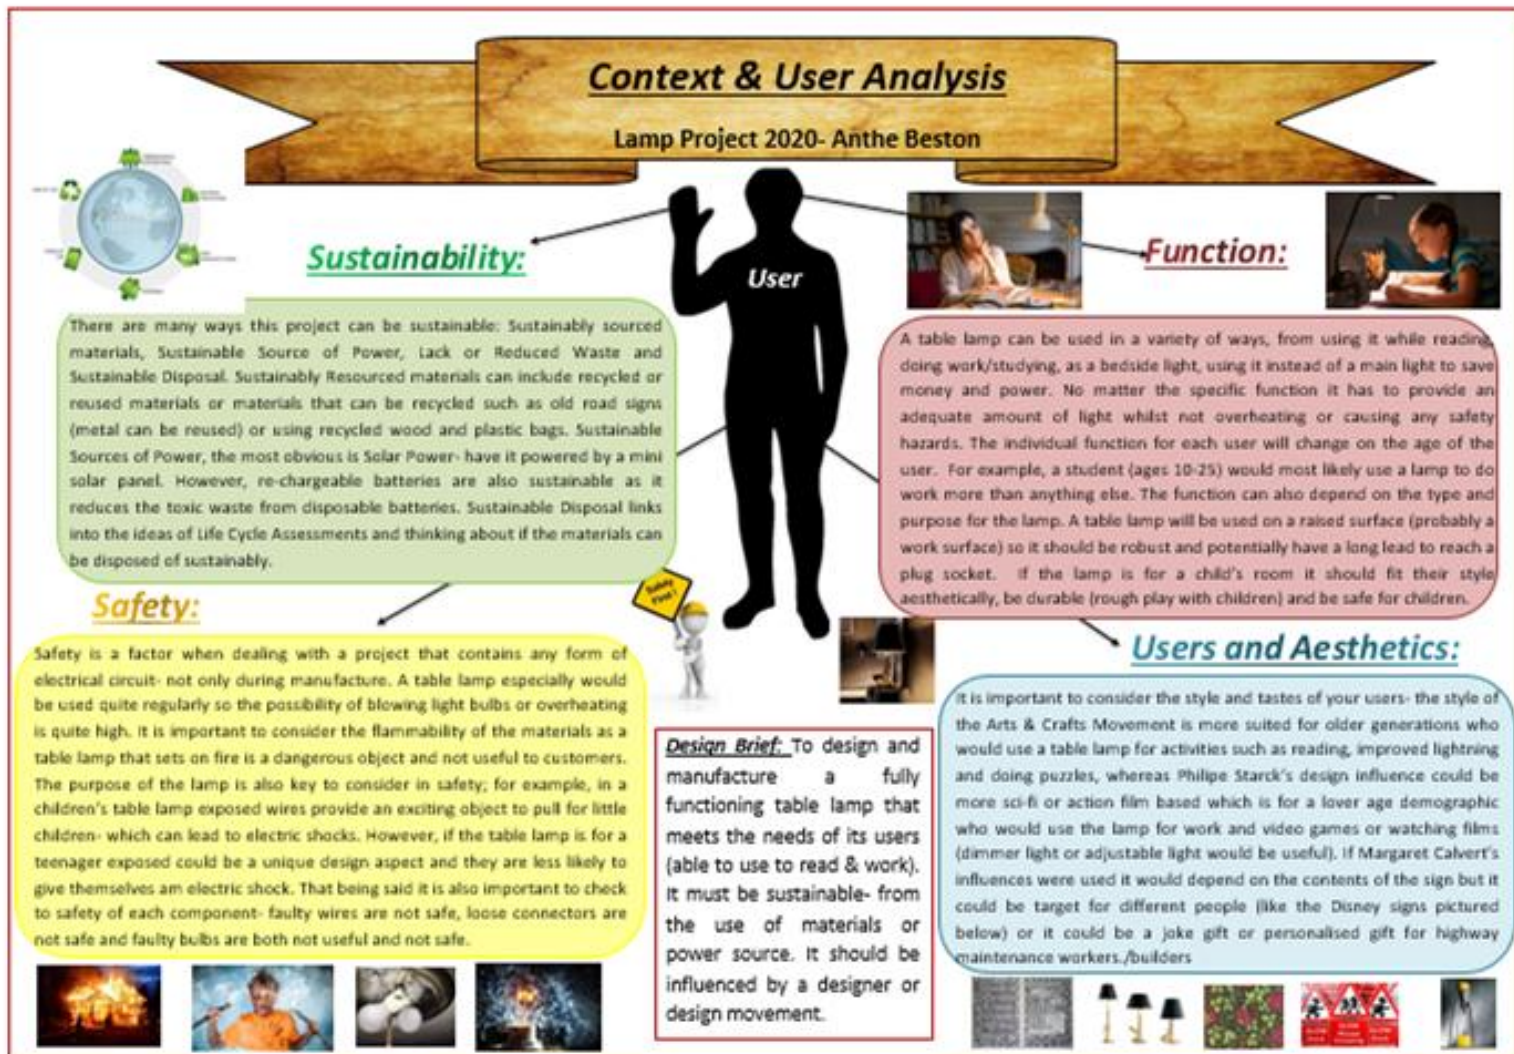 Context & User Analysis
Lamp Project 2020- Anthe Beston
Sustainability:
There are many ways this project can be sustainable: Sustainably sourced
materials, Sustainable Source of Power, Lack or Reduced Waste and
Sustainable Disposal. Sustainably Resourced materials can include recycled or
reused materials or materials that can be recycled such as old road signs
(metal can be reused) or using recycled wood and plastic bags. Sustainable
Sources of Power, the most obvious is Solar Power- have it powered by a mini
solar panel. However, re-chargeable batteries are also sustainable as it
reduces the toxic waste from disposable batteries. Sustainable Disposal links
into the ideas of Life Cycle Assessments and thinking about if the materials can
be disposed of sustainably.
User
Function:
A table lamp can be used in a variety of ways, from using it while reading,
doing work/studying, as a bedside light, using it instead of a main light to save
money and power. No matter the specific function it has to provide an
adequate amount of light whilst not overheating or causing any safety
hazards. The individual function for each user will change on the age of the
user. For example, a student (ages 10-25) would most likely use a lamp to do
work more than anything else. The function can also depend on the type and
purpose for the lamp. A table lamp will be used on a raised surface (probably a
work surface) so it should be robust and potentially have a long lead to reach a
plug socket. If the lamp is for a child's room it should fit their style
aesthetically, be durable (rough play with children) and be safe for children.
Safety:
Safety is a factor when dealing with a project that contains any form of
electrical circuit- not only during manufacture. A table lamp especially would
be used quite regularly so the possibility of blowing light bulbs or overheating
is quite high. It is important to consider the flammability of the materials as a
table lamp that sets on fire is a dangerous object and not useful to customers.
The purpose of the lamp is also key to consider in safety; for example, in a
children's table lamp exposed wires provide an exciting object to pull for little
children- which can lead to electric shocks. However, if the table lamp is for a
teenager exposed could be a unique design aspect and they are less likely to
give themselves am electric shock. That being said it is also important to check
to safety of each component- faulty wires are not safe, loose connectors are
not safe and faulty bulbs are both not useful and not safe.
Safety
First!
Design Brief: To design and
manufacture a fully
functioning table lamp that
meets the needs of its users
(able to use to read & work).
It must be sustainable- from
the use of materials or
power source. It should be
influenced by a designer or
design movement.
Users and Aesthetics:
It is important to consider the style and tastes of your users- the style of
the Arts & Crafts Movement is more suited for older generations who
would use a table lamp for activities such as reading, improved lightning
and doing puzzles, whereas Philipe Starck's design influence could be
more sci-fi or action film based which is for a lover age demographic
who would use the lamp for work and video games or watching films
(dimmer light or adjustable light would be useful). If Margaret Calvert's
influences were used it would depend on the contents of the sign but it
could be target for different people (like the Disney signs pictured
below) or it could be a joke gift or personalised gift for highway
maintenance workers./builders